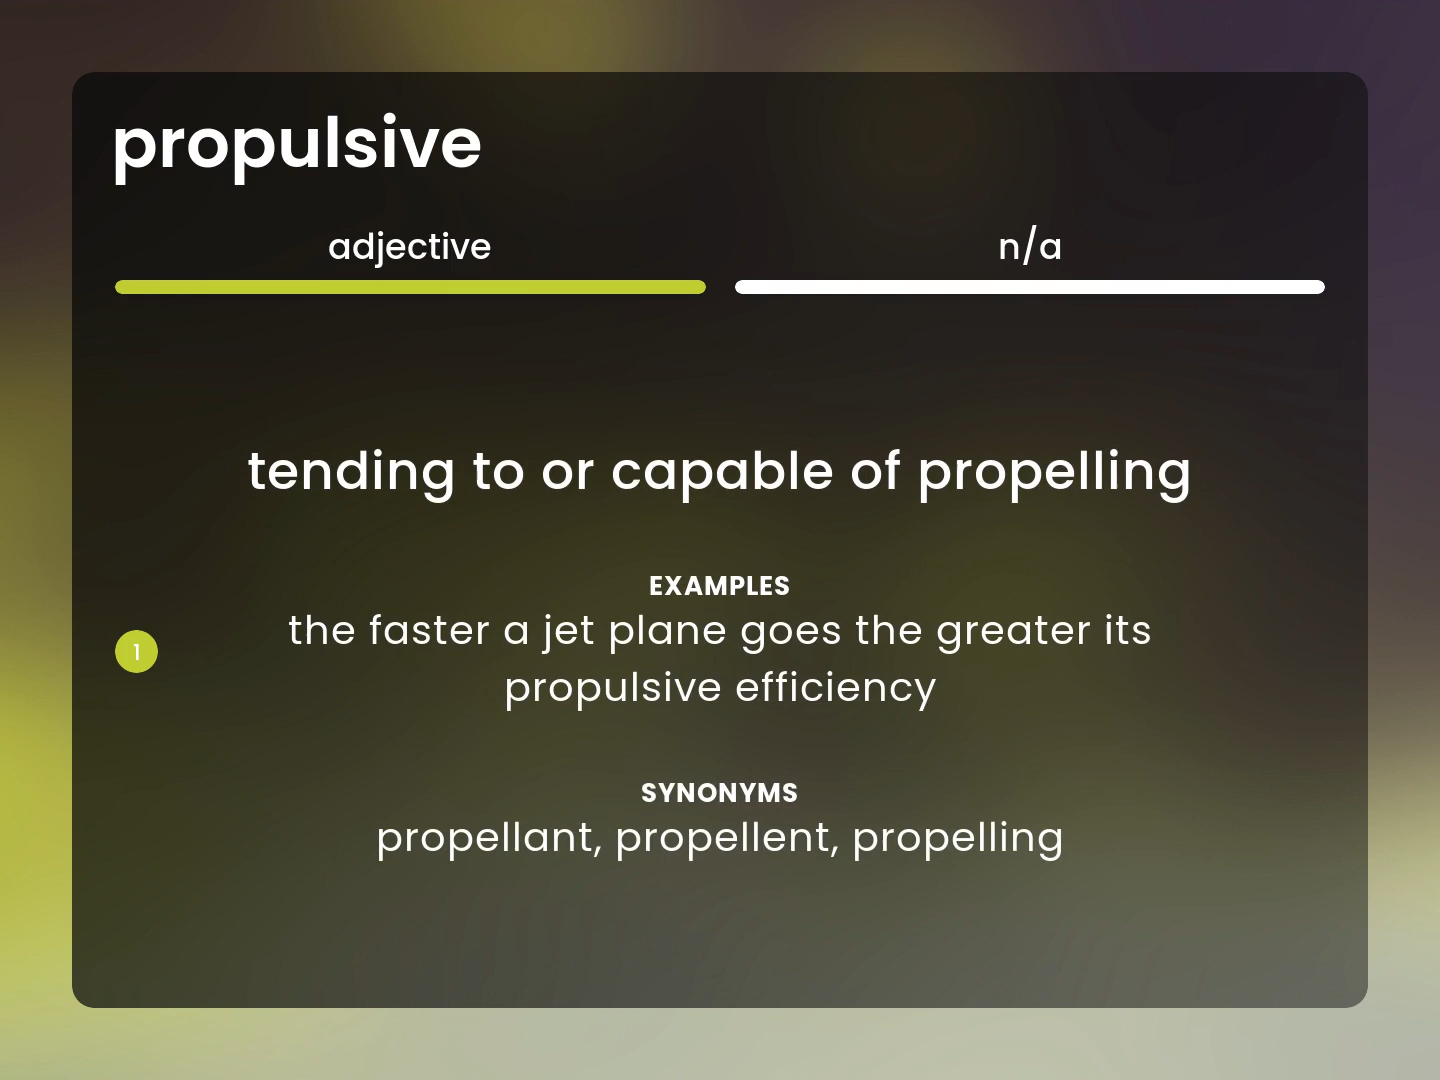 propulsive
adjective
n/a
tending to or capable of propelling
EXAMPLES
the faster a jet plane goes the greater its
propulsive efficiency
1
SYNONYMS
propellant, propellent, propelling